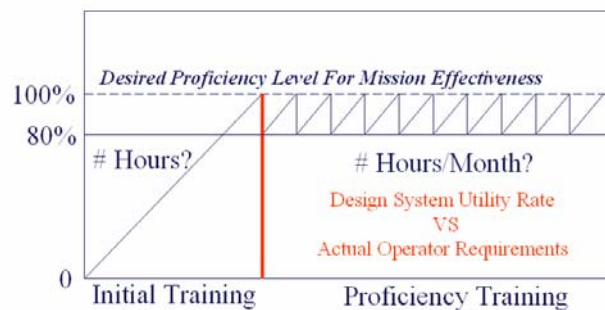 Desired Proficiency Level For Mission Effectiveness
100%
80%
# Hours?
# Hours/Month?
Design System Utility Rate
VS
Actual Operator Requirements
0
Initial Training
Proficiency Training